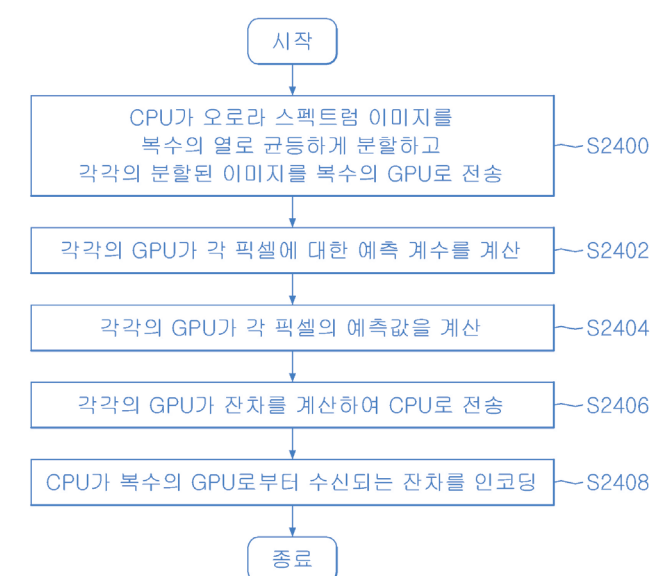 시작
CPU가 오로라 스펙트럼 이미지를
복수의 열로 균등하게 분할하고
각각의 분할된 이미지를 복수의 GPU로 전송
S2400
각각의 GPU가 각 픽셀에 대한 예측 계수를 계산
S2402
각각의 GPU가 각 픽셀의 예측값을 계산
S2404
각각의 GPU가 잔차를 계산하여 CPU로 전송
S2406
CPU가 복수의 GPU로부터 수신되는 잔차를 인코딩
S2408
종료